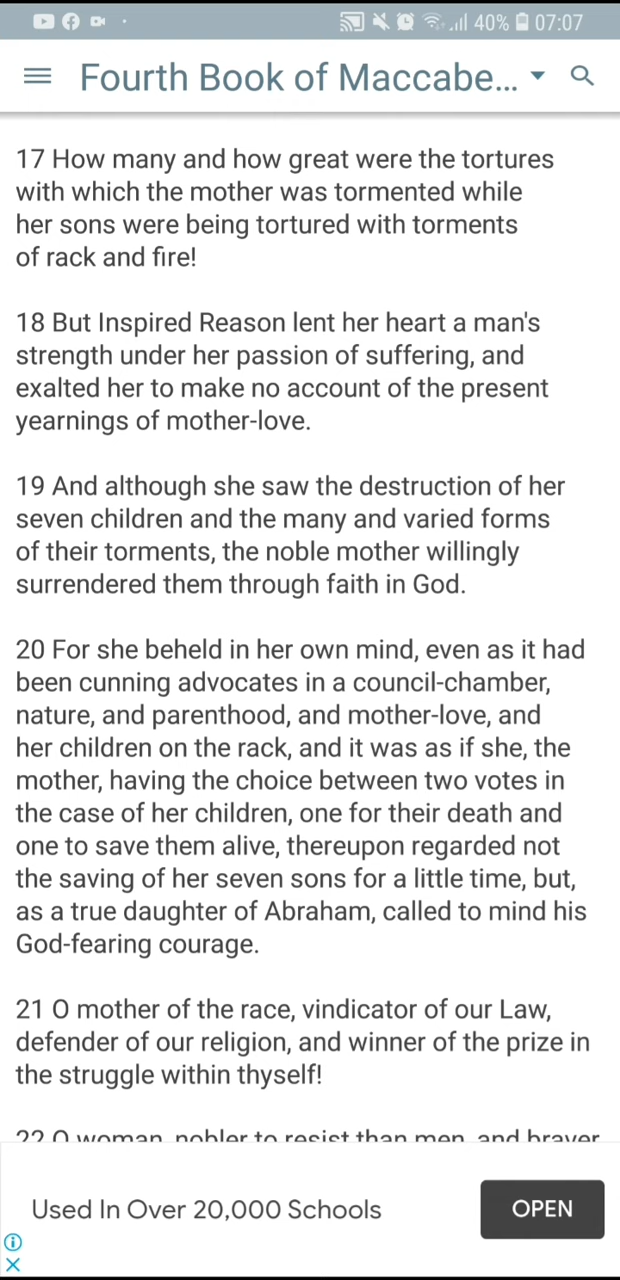 40% 07:07
Fourth Book of Maccabe...
17 How many and how great were the tortures
with which the mother was tormented while
her sons were being tortured with torments
of rack and fire!
18 But Inspired Reason lent her heart a man's
strength under her passion of suffering, and
exalted her to make no account of the present
yearnings of mother-love.
19 And although she saw the destruction of her
seven children and the many and varied forms
of their torments, the noble mother willingly
surrendered them through faith in God.
20 For she beheld in her own mind, even as it had
been cunning advocates in a council-chamber,
nature, and parenthood, and mother-love, and
her children on the rack, and it was as if she, the
mother, having the choice between two votes in
the case of her children, one for their death and
one to save them alive, thereupon regarded not
the saving of her seven sons for a little time, but,
as a true daughter of Abraham, called to mind his
God-fearing courage.
21 O mother of the race, vindicator of our Law,
defender of our religion, and winner of the prize in
the struggle within thyself!
22 O woman, nobler to resist than men, and braver
Used In Over 20,000 Schools
OPEN